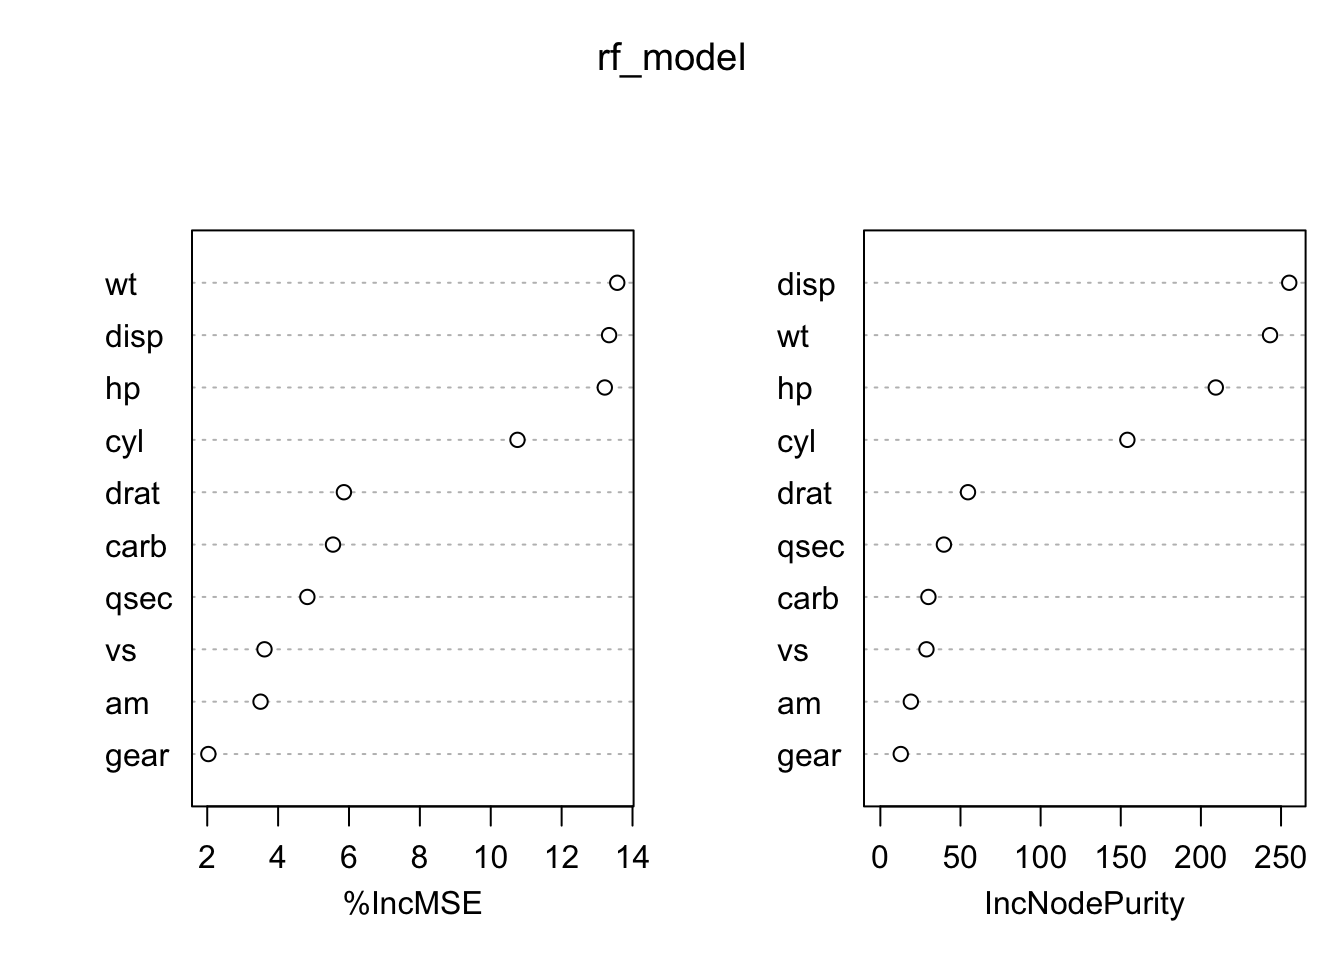 rf_model
wt
disp
hp
cyl
drat
carb
qsec
vs
am
gear
2 4 6 8 10 12 14
%IncMSE
disp
wt
hp
cyl
drat
qsec
carb
vs
am
gear
0 50 100 150 200 250
IncNodePurity